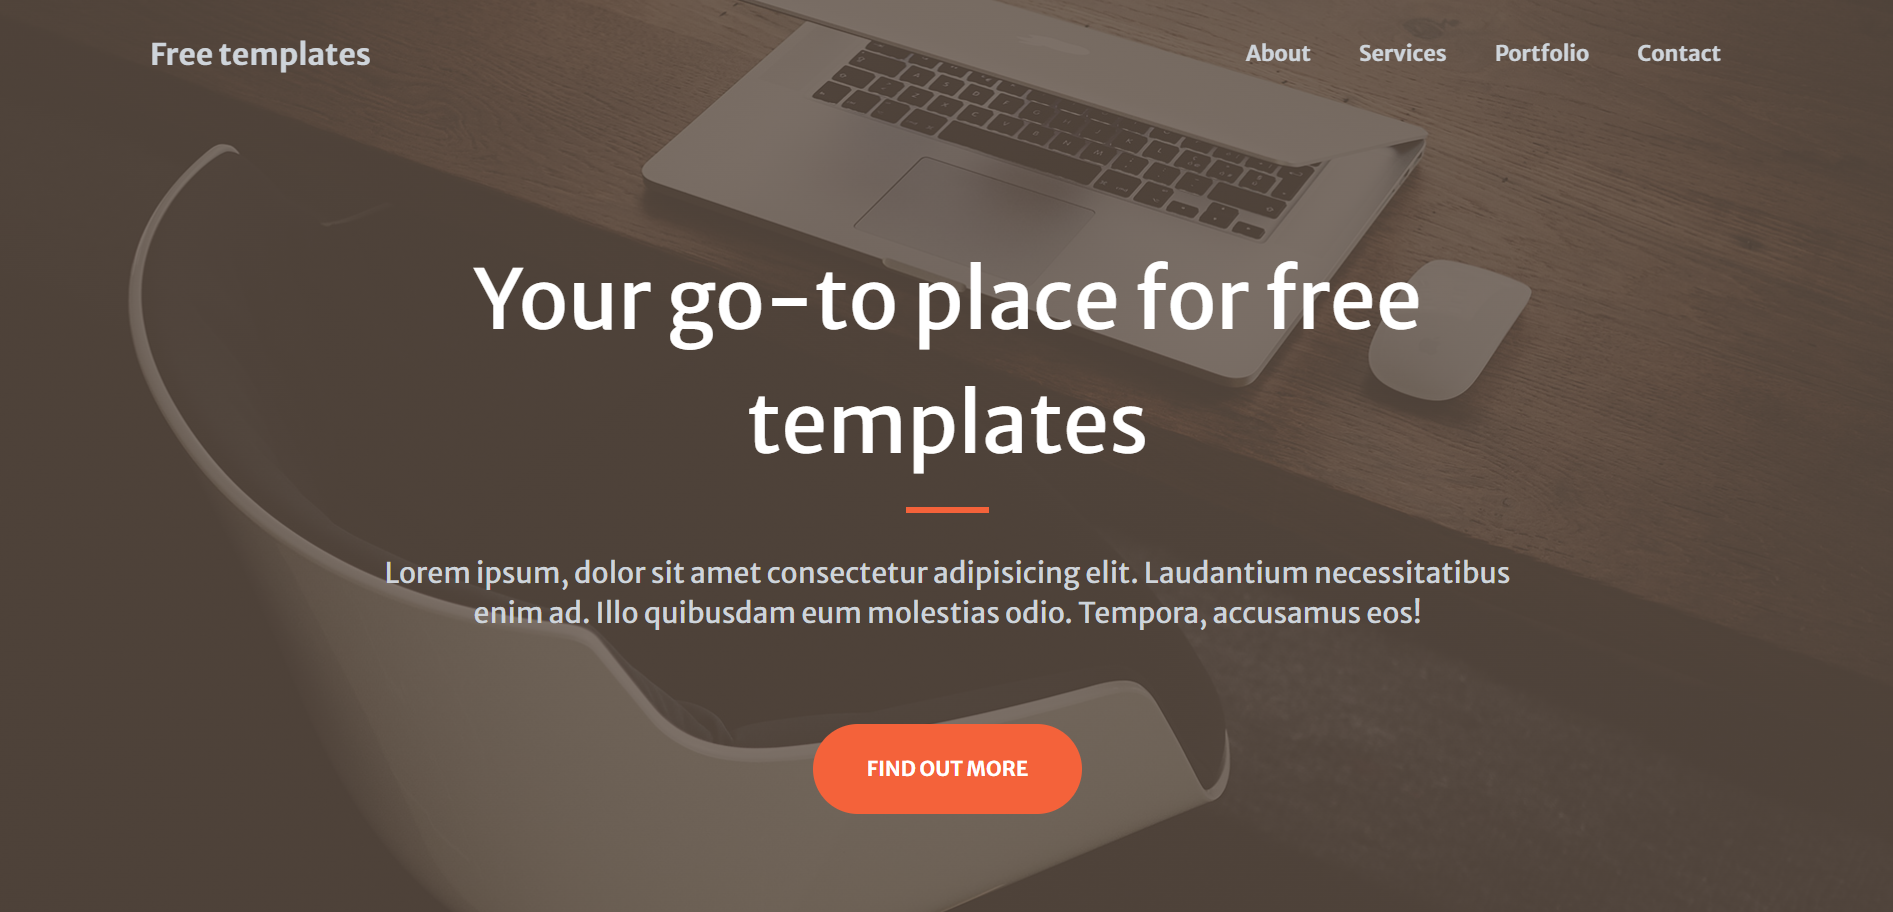 Free templates
About
Services
Portfolio
Contact
Your go-to place for free
templates
Lorem ipsum, dolor sit amet consectetur adipisicing elit. Laudantium necessitatibus
enim ad. Illo quibusdam eum molestias odio. Tempora, accusamus eos!
FIND OUT MORE